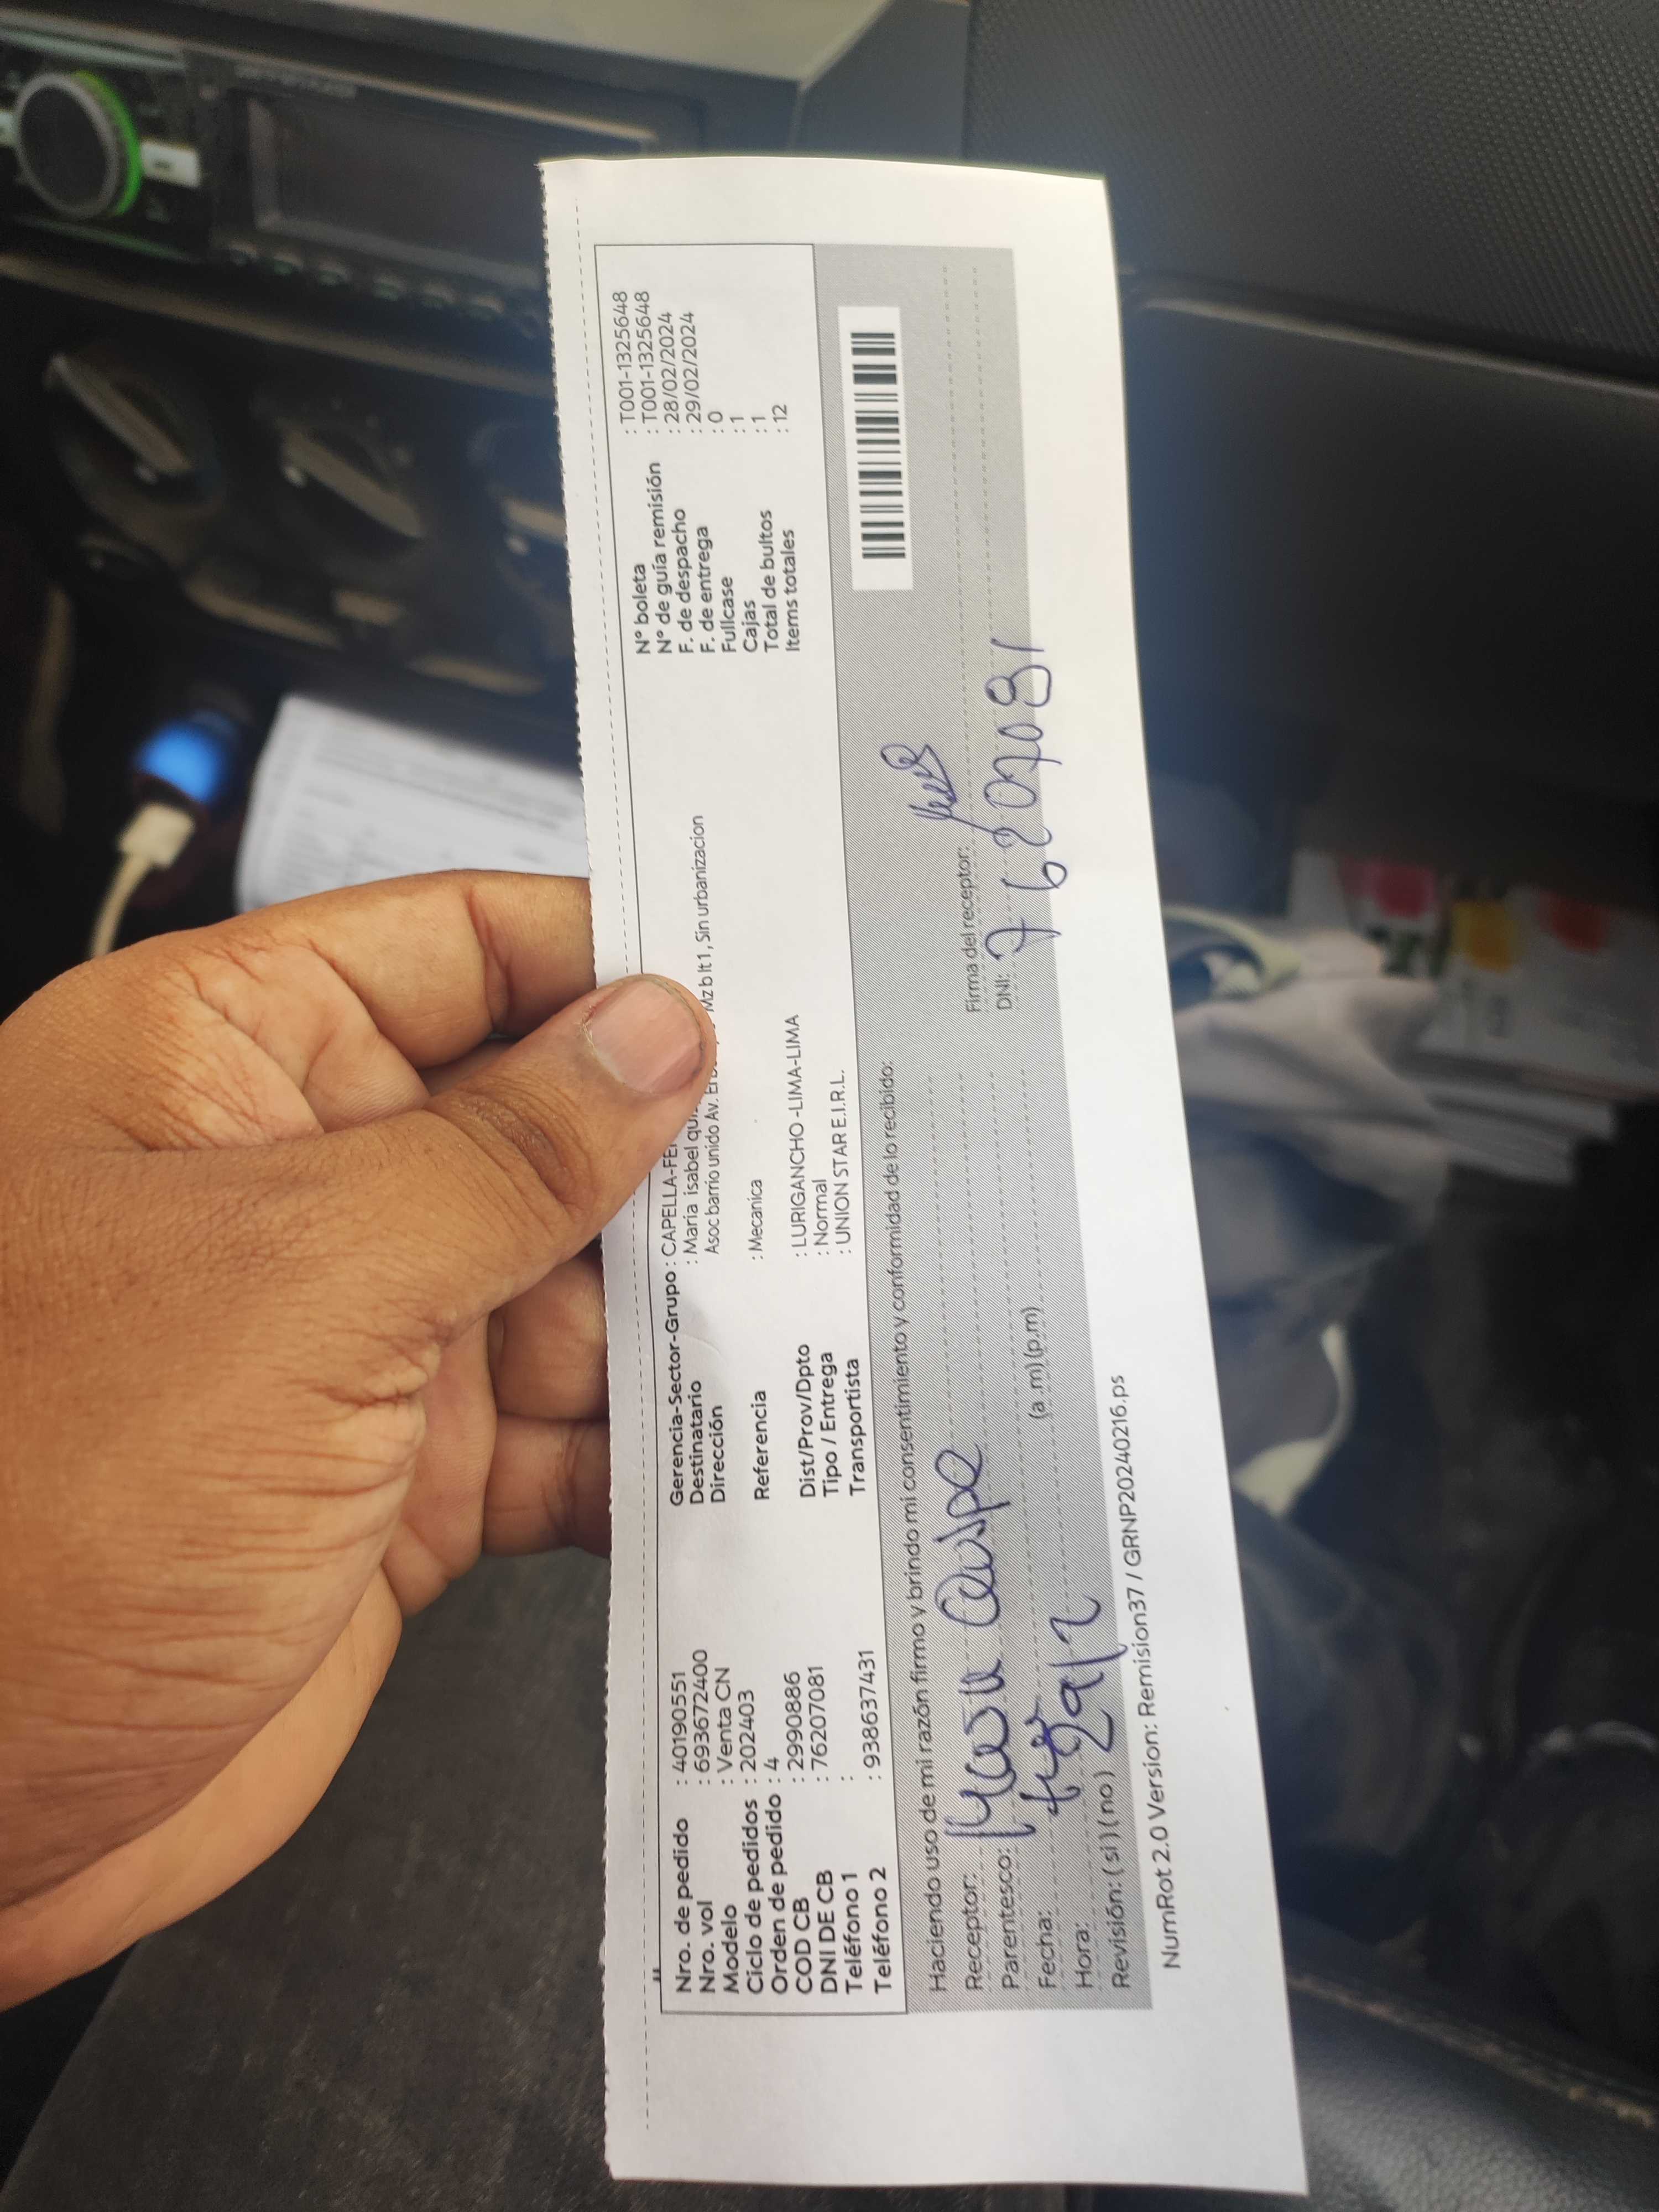 Nro. de pedido : 40190551
Nro. vol : 693672400
Modelo : Venta CN
Ciclo de pedidos : 202403
Orden de pedido : 4
COD CB : 2990886
DNI DE CB : 76207081
Teléfono 1 :
Teléfono 2 : 938637431
Gerencia-Sector-Grupo : CAPELLA-FE
Destinatario : Maria isabel
Dirección Asoc barrio unido Av. Mz b lt1, Sin urbanizacion
Referencia : Mecanica
Dist/Prov/Dpto : LURIGANCHO -LIMA-LIMA
Tipo / Entrega : Normal
Transportista : UNION STAR E.I.R.L.
N° boleta : T001-1325648
N° de guía remisión : T001-1325648
F. de despacho : 28/02/2024
F. de entrega : 29/02/2024
Fullcase : 0
Cajas : 1
Total de bultos : 1
Items totales : 12
Haciendo uso de mi razón firmo y brindo mi consentimiento y conformidad de lo recibido:
Receptor: Quispe
Parentesco:
Fecha: 29/2
Hora: (a .m) (p.m)
Revisión: ( si ) ( no )
Firma del receptor:
DNI: 76207081
NumRot 2.0 Version: Remision37 / GRNP20240216.ps